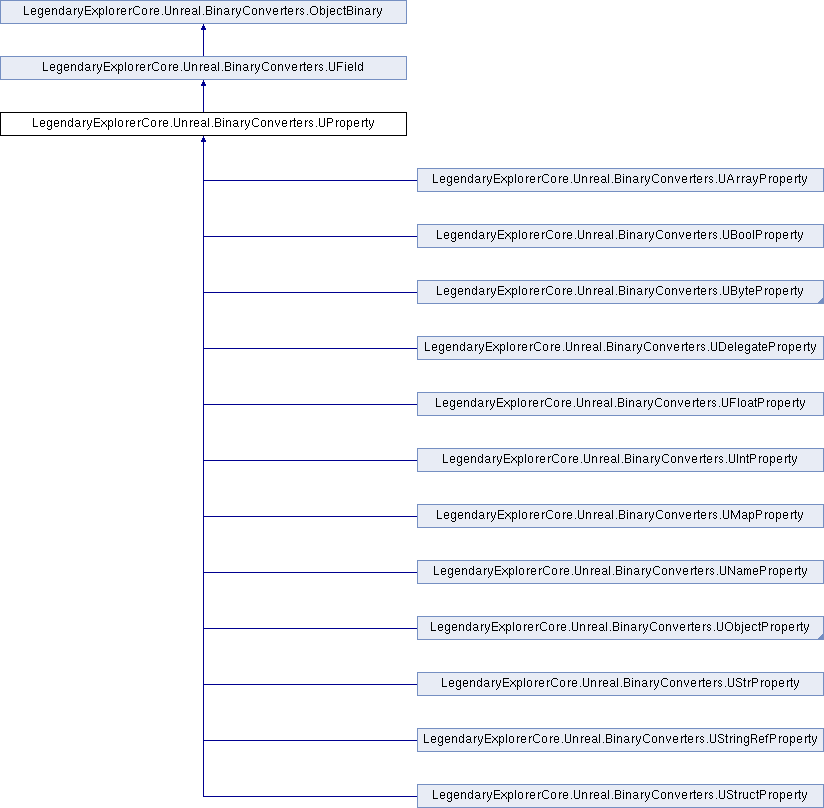 LegendaryExplorerCore.Unreal.BinaryConverters.ObjectBinary
LegendaryExplorerCore.Unreal.BinaryConverters.UField
LegendaryExplorerCore.Unreal.BinaryConverters.UProperty
LegendaryExplorerCore.Unreal.BinaryConverters.UArrayProperty
LegendaryExplorerCore.Unreal.BinaryConverters.UBoolProperty
LegendaryExplorerCore.Unreal.BinaryConverters.UByteProperty
LegendaryExplorerCore.Unreal.BinaryConverters.UDelegateProperty
LegendaryExplorerCore.Unreal.BinaryConverters.UFloatProperty
LegendaryExplorerCore.Unreal.BinaryConverters.UIntProperty
LegendaryExplorerCore.Unreal.BinaryConverters.UMapProperty
LegendaryExplorerCore.Unreal.BinaryConverters.UNameProperty
LegendaryExplorerCore.Unreal.BinaryConverters.UObjectProperty
LegendaryExplorerCore.Unreal.BinaryConverters.UStrProperty
LegendaryExplorerCore.Unreal.BinaryConverters.UStringRefProperty
LegendaryExplorerCore.Unreal.BinaryConverters.UStructProperty